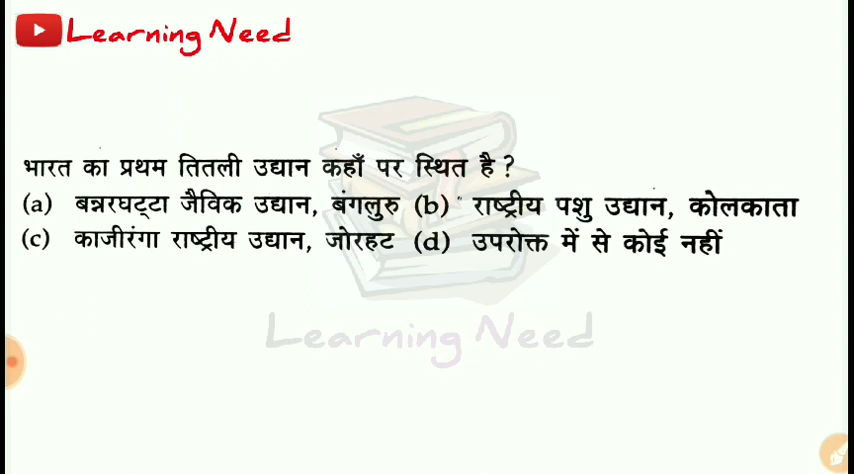 Learning Need
भारत का प्रथम तितली उद्यान कहाँ पर स्थित है ?
(a) बन्नरघट्टा जैविक उद्यान, बंगलुरु (b) राष्ट्रीय पशु उद्यान, कोलकाता
(c) काजीरंगा राष्ट्रीय उद्यान, जोरहट (d) उपरोक्त में से कोई नहीं
Learning Need